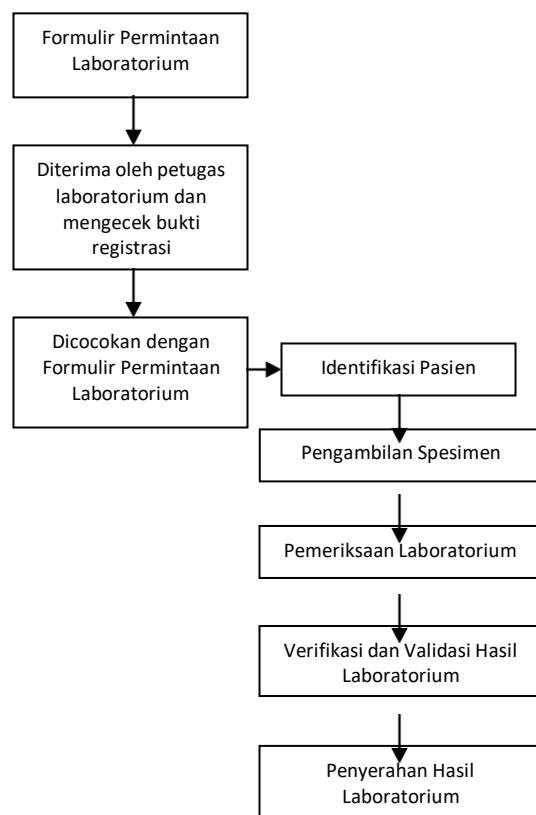 Formulir Permintaan
Laboratorium
Diterima oleh petugas
laboratorium dan
mengecek bukti
registrasi
Dicocokan dengan
Formulir Permintaan
Laboratorium
Identifikasi Pasien
Pengambilan Spesimen
Pemeriksaan Laboratorium
Verifikasi dan Validasi Hasil
Laboratorium
Penyerahan Hasil
Laboratorium